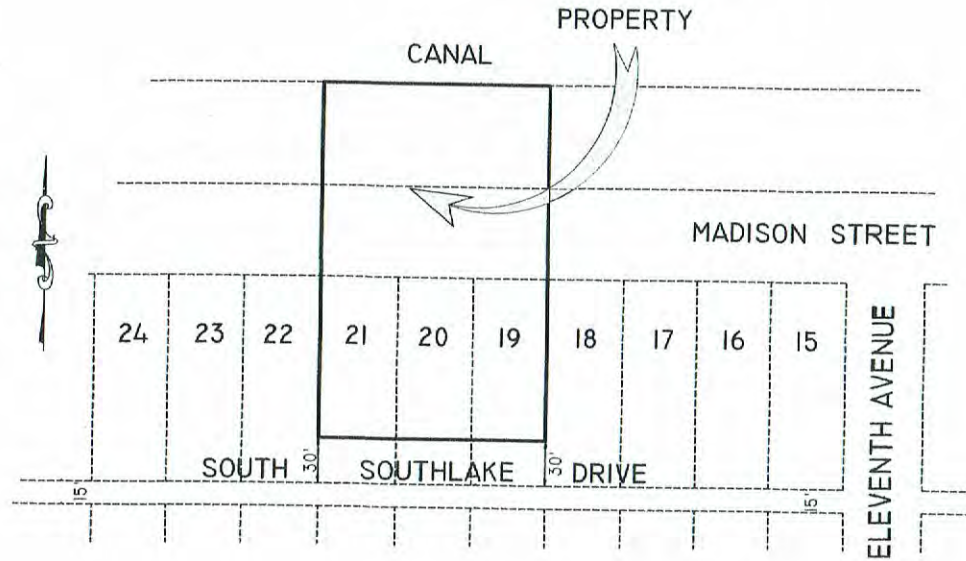 PROPERTY
CANAL
MADISON STREET
24 23 22 21 20 19 18 17 16 15
ELEVENTH AVENUE
SOUTH 30' SOUTHLAKE 30' DRIVE
15' 15'